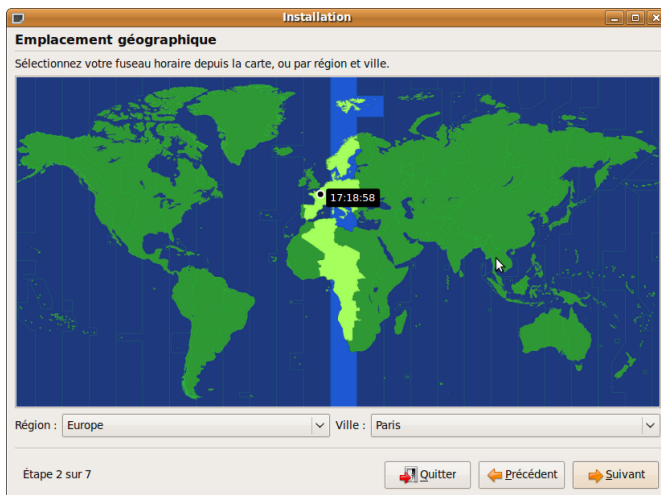 Installation
Emplacement géographique
Sélectionnez votre fuseau horaire depuis la carte, ou par région et ville.
17:18:58
Région : Europe Ville : Paris
Étape 2 sur 7 Quitter Précédent Suivant